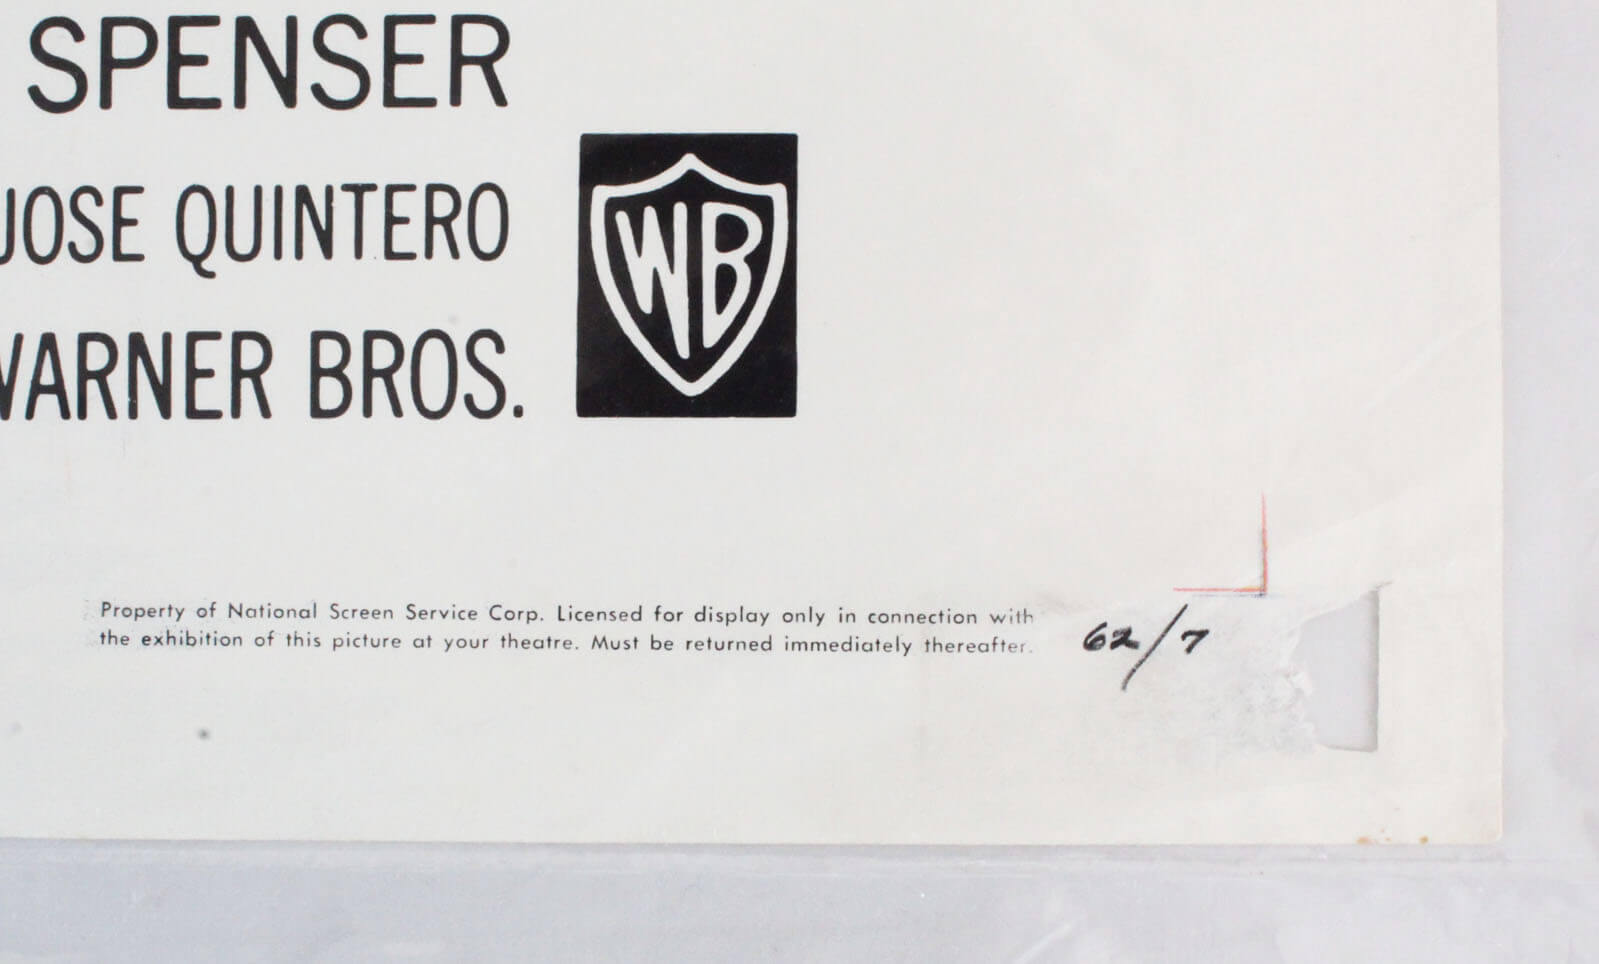 SPENSER
JOSE QUINTERO
WARNER BROS.
WB
Property of National Screen Service Corp. Licensed for display only in connection with
the exhibition of this picture at your theatre. Must be returned immediately thereafter.
62/7